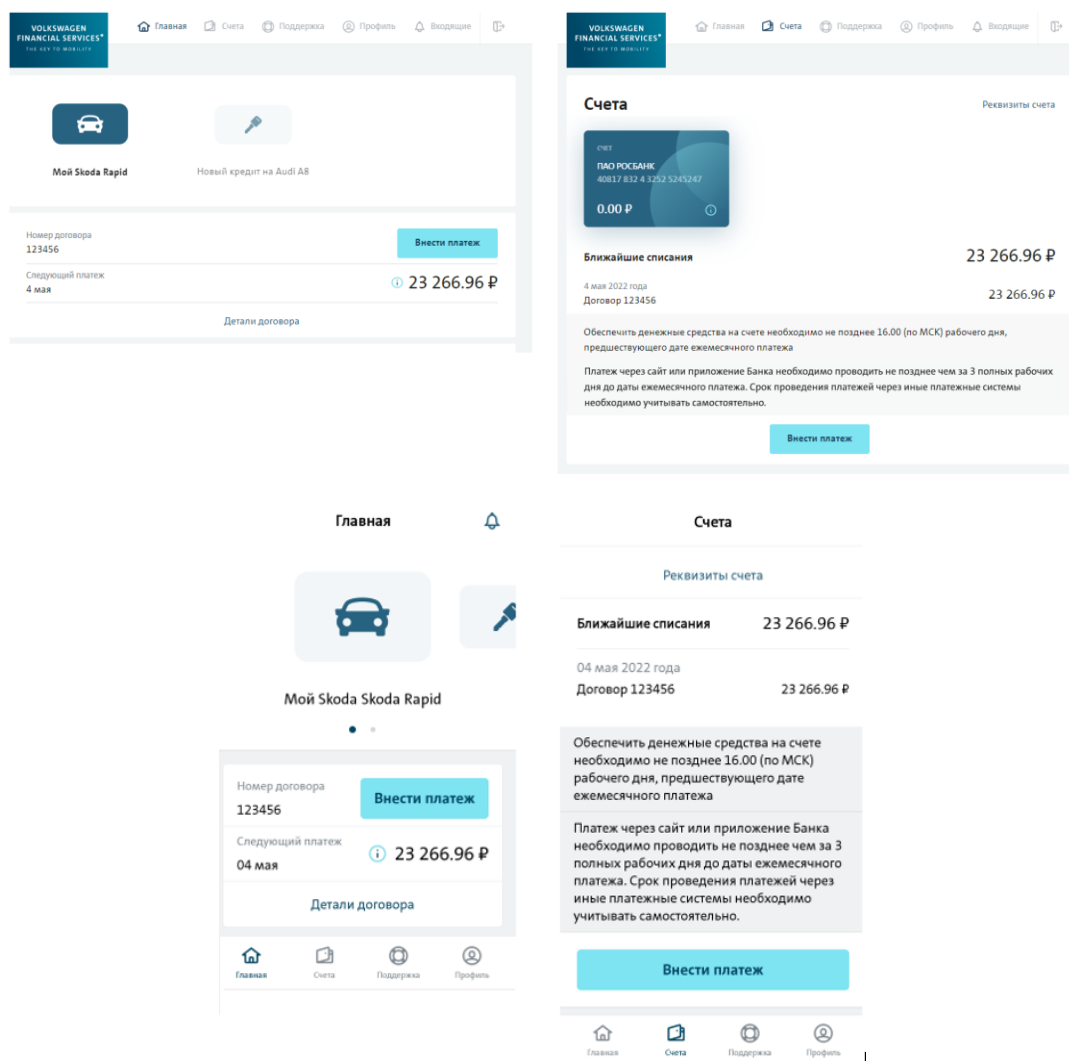 VOLKSWAGEN
FINANCIAL SERVICES
THE KEY TO MOBILITY
Главная
Счета
Поддержка
Профиль
Входящие
Мой Skoda Rapid
Новый кредит на Audi A8
Номер договора
123456
Внести платеж
Следующий платеж
4 мая
23 266.96 ₽
Детали договора
VOLKSWAGEN
FINANCIAL SERVICES
THE KEY TO MOBILITY
Главная
Счета
Поддержка
Профиль
Входящие
Счета
Реквизиты счета
СЧЕТ
ПАО РОСБАНК
40817 832 4 3252 5245247
0.00 ₽
Ближайшие списания
23 266.96 ₽
4 мая 2022 года
Договор 123456
23 266.96 ₽
Обеспечить денежные средства на счете необходимо не позднее 16.00 (по МСК) рабочего дня,
предшествующего дате ежемесячного платежа
Платеж через сайт или приложение Банка необходимо проводить не позднее чем за 3 полных рабочих
дня до даты ежемесячного платежа. Срок проведения платежей через иные платежные системы
необходимо учитывать самостоятельно.
Внести платеж
Главная
Мой Skoda Skoda Rapid
Номер договора
123456
Внести платеж
Следующий платеж
04 мая
23 266.96 ₽
Детали договора
Главная
Счета
Поддержка
Профиль
Счета
Реквизиты счета
Ближайшие списания
23 266.96 ₽
04 мая 2022 года
Договор 123456
23 266.96 ₽
Обеспечить денежные средства на счете
необходимо не позднее 16.00 (по МСК)
рабочего дня, предшествующего дате
ежемесячного платежа
Платеж через сайт или приложение Банка
необходимо проводить не позднее чем за 3
полных рабочих дня до даты ежемесячного
платежа. Срок проведения платежей через
иные платежные системы необходимо
учитывать самостоятельно.
Внести платеж
Главная
Счета
Поддержка
Профиль